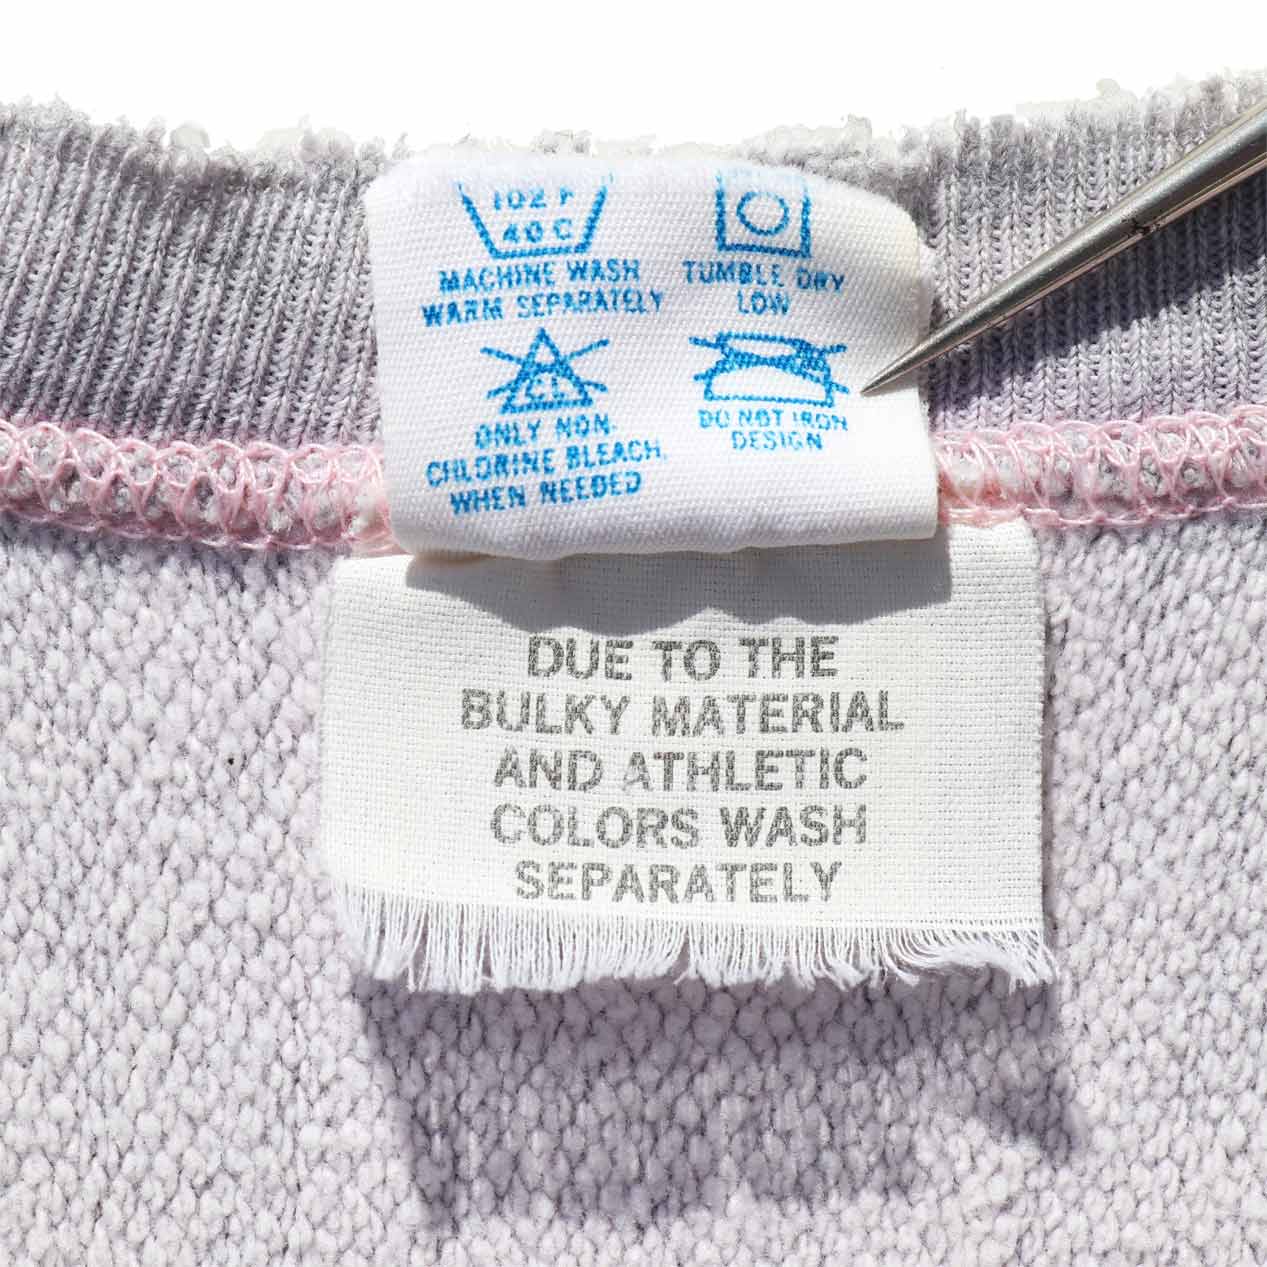 102 F
40 C
MACHINE WASH
WARM SEPARATELY
TUMBLE DRY
LOW
CL
ONLY NON
CHLORINE BLEACH,
WHEN NEEDED
DO NOT IRON
DESIGN
DUE TO THE
BULKY MATERIAL
AND ATHLETIC
COLORS WASH
SEPARATELY